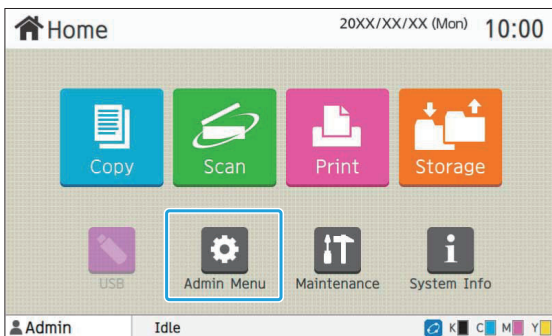 Home 20XX/XX/XX (Mon) 10:00
Copy Scan Print Storage
USB Admin Menu Maintenance System Info
Admin Idle K C M Y